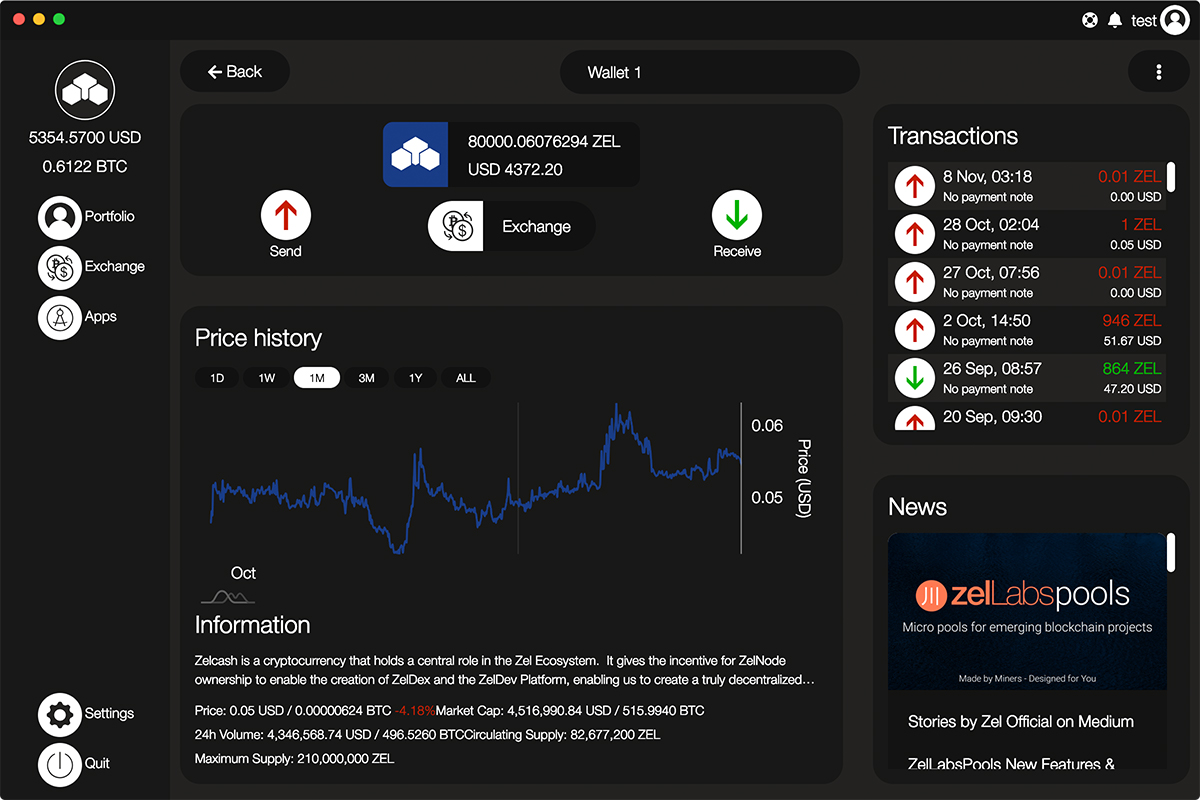 test
5354.5700 USD
0.6122 BTC
Portfolio
Exchange
Apps
Settings
Quit
Back
Wallet 1
80000.06076294 ZEL
USD 4372.20
Send
Exchange
Receive
Price history
1D 1W 1M 3M 1Y ALL
0.06
0.05
Price (USD)
Oct
Information
Zelcash is a cryptocurrency that holds a central role in the Zel Ecosystem. It gives the incentive for ZelNode
ownership to enable the creation of ZelDex and the ZelDev Platform, enabling us to create a truly decentralized…
Price: 0.05 USD / 0.00000624 BTC -4.18%Market Cap: 4,516,990.84 USD / 515.9940 BTC
24h Volume: 4,346,568.74 USD / 496.5260 BTCCirculating Supply: 82,677,200 ZEL
Maximum Supply: 210,000,000 ZEL
Transactions
8 Nov, 03:18 0.01 ZEL
No payment note 0.00 USD
28 Oct, 02:04 1 ZEL
No payment note 0.05 USD
27 Oct, 07:56 0.01 ZEL
No payment note 0.00 USD
2 Oct, 14:50 946 ZEL
No payment note 51.67 USD
26 Sep, 08:57 864 ZEL
No payment note 47.20 USD
20 Sep, 09:30 0.01 ZEL
News
zelLabspools
Micro pools for emerging blockchain projects
Made by Miners - Designed for You
Stories by Zel Official on Medium
ZelLabsPools New Features &